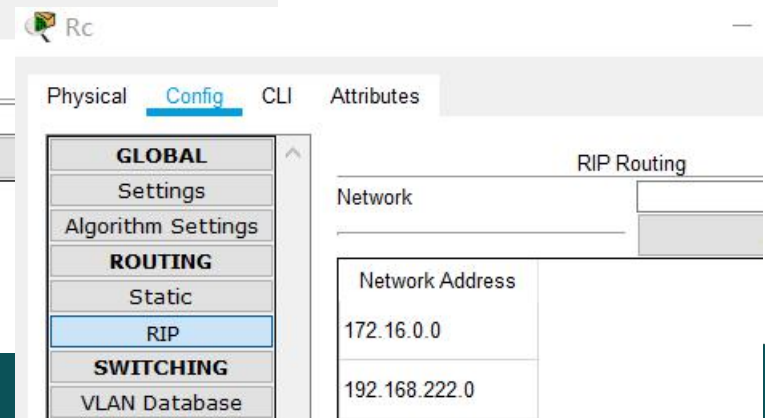 Rc
Physical Config CLI Attributes
GLOBAL
Settings
Algorithm Settings
ROUTING
Static
RIP
SWITCHING
VLAN Database
RIP Routing
Network
Network Address
172.16.0.0
192.168.222.0